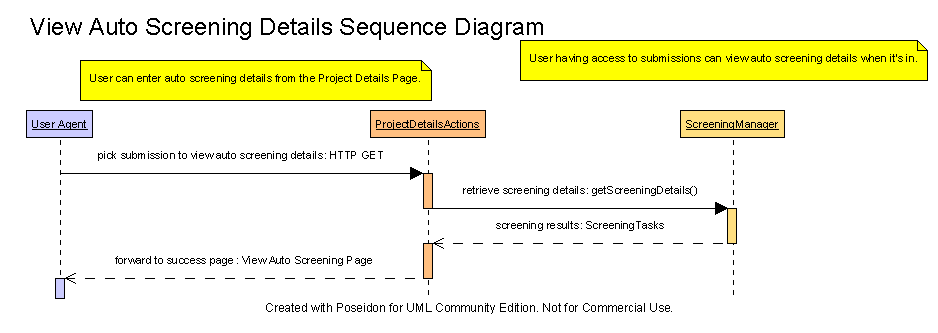 View Auto Screening Details Sequence Diagram
User having access to submissions can view auto screening details when it's in.
User can enter auto screening details from the Project Details Page.
User Agent
ProjectDetailsActions
ScreeningManager
pick submission to view auto screening details: HTTP GET
retrieve screening details: getScreeningDetails()
screening results: ScreeningTasks
forward to success page : View Auto Screening Page
Created with Poseidon for UML Community Edition. Not for Commercial Use.